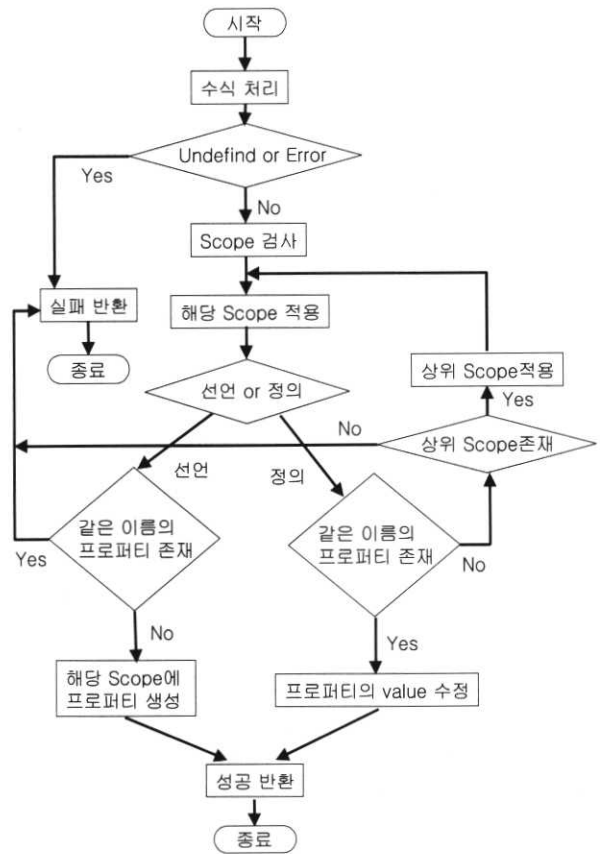 시작
수식 처리
Undefind or Error
Yes
No
Scope 검사
실패 반환
해당 Scope 적용
종료
상위 Scope적용
선언 or 정의
Yes
No
상위 Scope존재
선언
정의
같은 이름의
프로퍼티 존재
같은 이름의
프로퍼티 존재
Yes
No
No
Yes
해당 Scope에
프로퍼티 생성
프로퍼티의 value 수정
성공 반환
종료